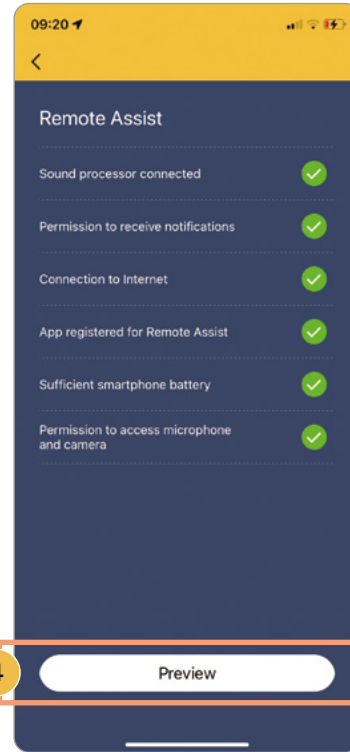 09:20
Remote Assist
Sound processor connected
Permission to receive notifications
Connection to Internet
App registered for Remote Assist
Sufficient smartphone battery
Permission to access microphone
and camera
4
Preview